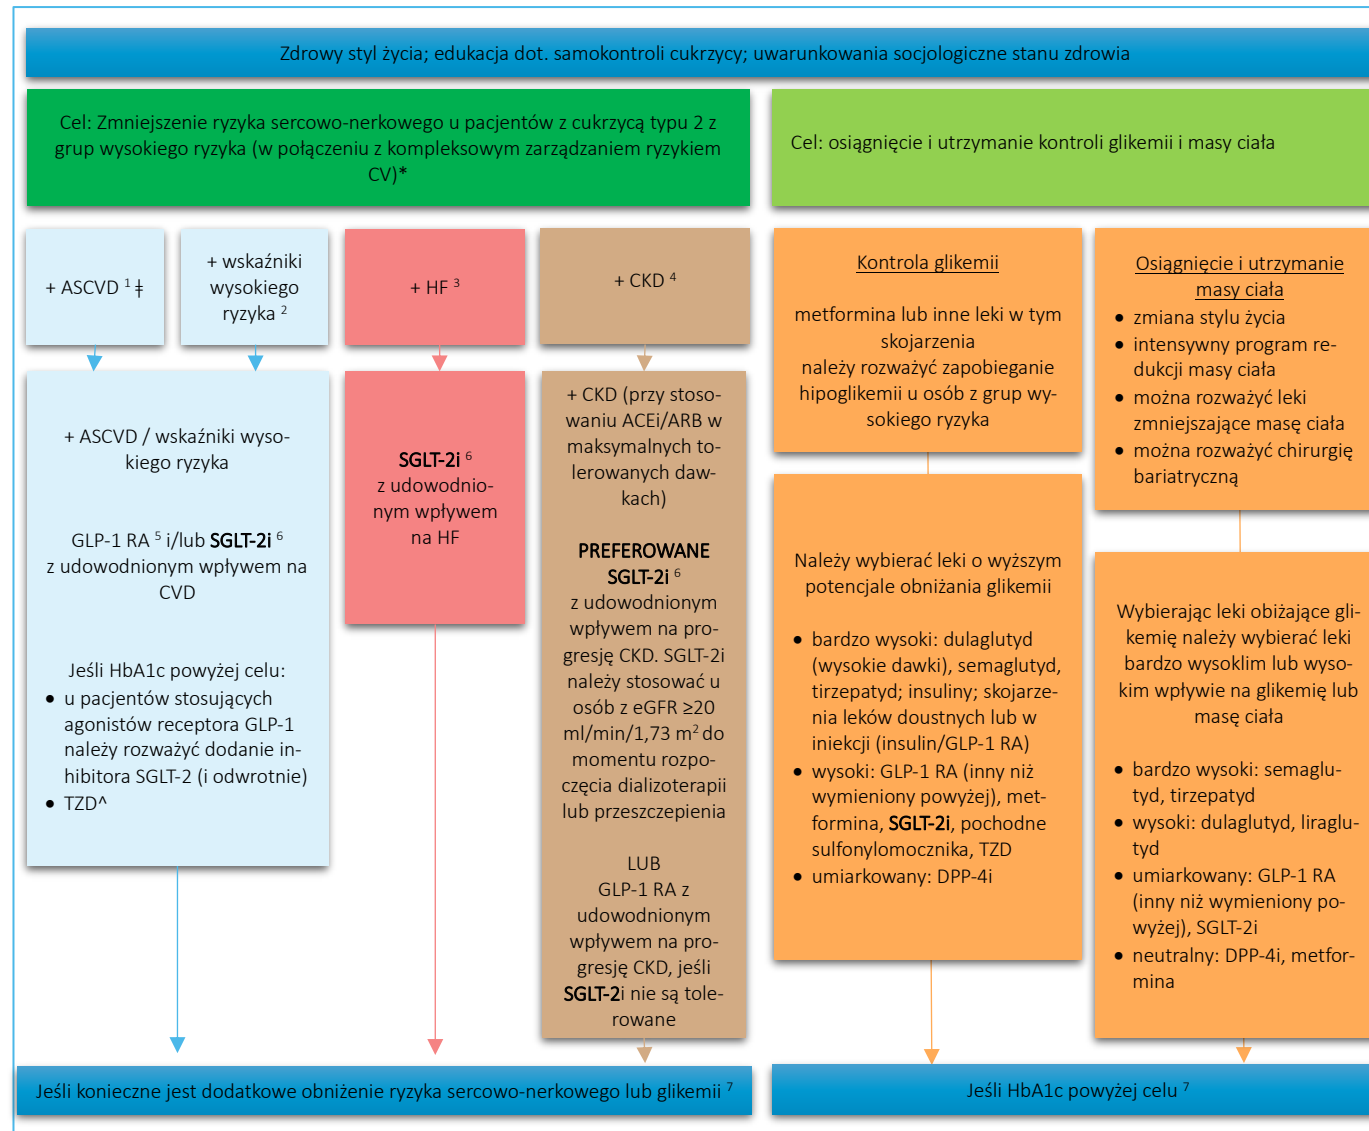 Zdrowy styl życia; edukacja dot. samokontroli cukrzycy; uwarunkowania socjologiczne stanu zdrowia
Cel: Zmniejszenie ryzyka sercowo-nerkowego u pacjentów z cukrzycą typu 2 z
grup wysokiego ryzyka (w połączeniu z kompleksowym zarządzaniem ryzykiem
CV)*
Cel: osiągnięcie i utrzymanie kontroli glikemii i masy ciała
+ ASCVD ¹ ǂ
+ wskaźniki
wysokiego
ryzyka ²
+ HF ³
+ CKD ⁴
+ ASCVD / wskaźniki wyso-
kiego ryzyka
GLP-1 RA ⁵ i/lub SGLT-2i ⁶
z udowodnionym wpływem na
CVD
Jeśli HbA1c powyżej celu:
• u pacjentów stosujących
agonistów receptora GLP-1
należy rozważyć dodanie in-
hibitora SGLT-2 (i odwrotnie)
• TZD^
SGLT-2i ⁶
z udowodnio-
nym wpływem
na HF
+ CKD (przy stoso-
waniu ACEi/ARB w
maksymalnych to-
lerowanych daw-
kach)
PREFEROWANE
SGLT-2i ⁶
z udowodnionym
wpływem na pro-
gresję CKD. SGLT-2i
należy stosować u
osób z eGFR ≥20
ml/min/1,73 m² do
momentu rozpo-
częcia dializoterapii
lub przeszczepienia
LUB
GLP-1 RA z
udowodnionym
wpływem na pro-
gresję CKD, jeśli
SGLT-2i nie są tole-
rowane
Kontrola glikemii
metformina lub inne leki w tym
skojarzenia
należy rozważyć zapobieganie
hipoglikemii u osób z grup wy-
sokiego ryzyka
Należy wybierać leki o wyższym
potencjale obniżania glikemii
• bardzo wysoki: dulaglutyd
(wysokie dawki), semaglutyd,
tirzepatyd; insuliny; skojarze-
nia leków doustnych lub w
iniekcji (insulin/GLP-1 RA)
• wysoki: GLP-1 RA (inny niż
wymieniony powyżej), met-
formina, SGLT-2i, pochodne
sulfonylomocznika, TZD
• umiarkowany: DPP-4i
Osiągnięcie i utrzymanie
masy ciała
• zmiana stylu życia
• intensywny program re-
dukcji masy ciała
• można rozważyć leki
zmniejszające masę ciała
• można rozważyć chirurgię
bariatryczną
Wybierając leki obiżające gli-
kemię należy wybierać leki
bardzo wysoklim lub wyso-
kim wpływie na glikemię lub
masę ciała
• bardzo wysoki: semaglu-
tyd, tirzepatyd
• wysoki: dulaglutyd, liraglu-
tyd
• umiarkowany: GLP-1 RA
(inny niż wymieniony po-
wyżej), SGLT-2i
• neutralny: DPP-4i, metfor-
mina
Jeśli konieczne jest dodatkowe obniżenie ryzyka sercowo-nerkowego lub glikemii ⁷
Jeśli HbA1c powyżej celu ⁷